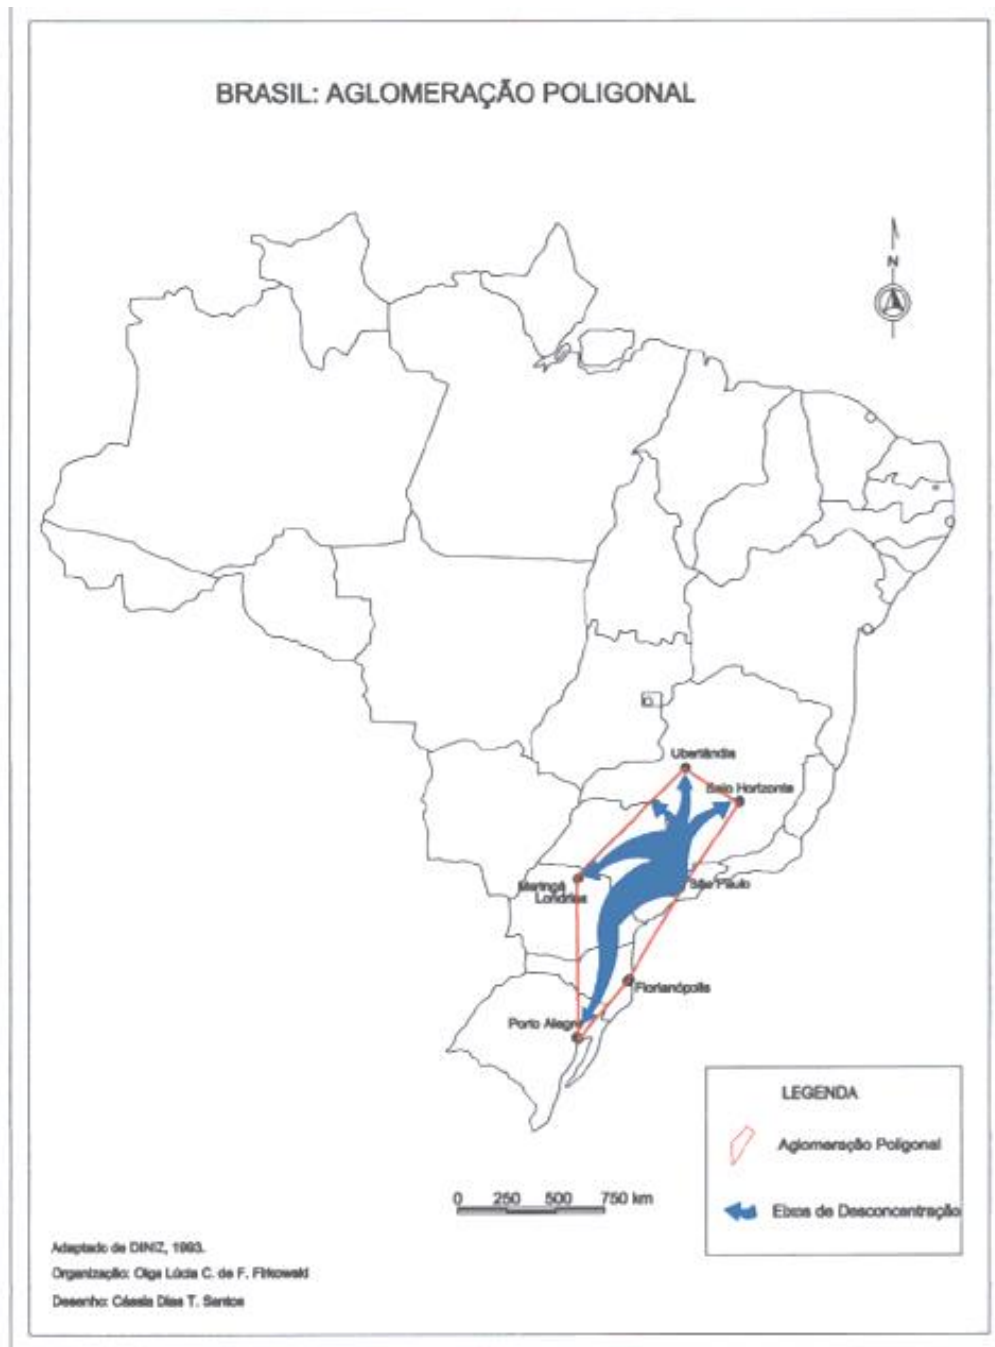 BRASIL: AGLOMERAÇÃO POLIGONAL
N
Uberlândia
Belo Horizonte
Maringá
Londrina
São Paulo
Florianópolis
Porto Alegre
LEGENDA
Aglomeração Poligonal
Eixos de Desconcentração
0 250 500 750 km
Adaptado de DINIZ, 1993.
Organização: Olga Lúcia C. de F. Firkowski
Desenho: Cássia Dias T. Santos